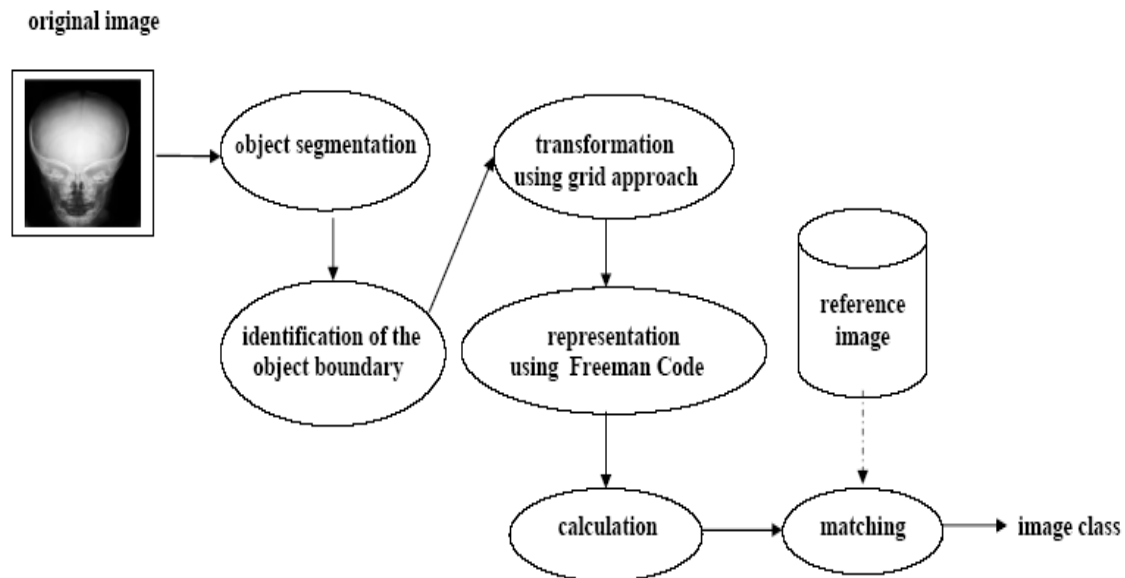 original image
object segmentation
identification of the
object boundary
transformation
using grid approach
representation
using Freeman Code
calculation
reference
image
matching
image class